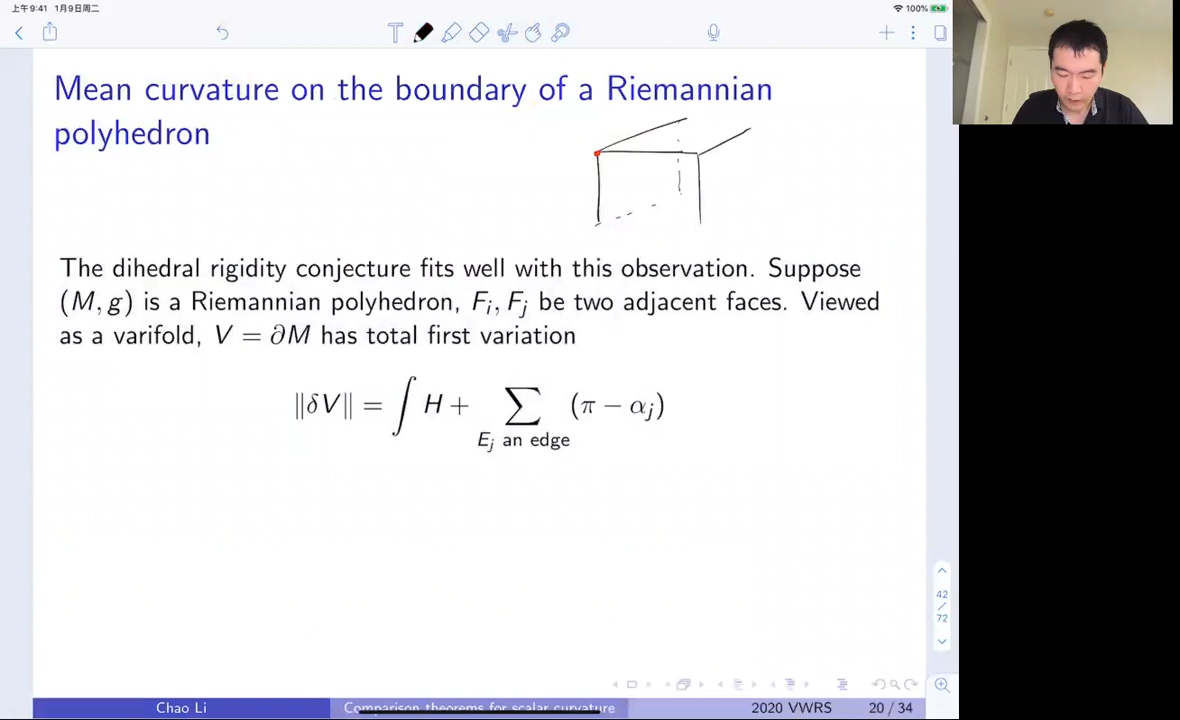 上午9:41 1月9日周二
100%
Mean curvature on the boundary of a Riemannian
polyhedron
The dihedral rigidity conjecture fits well with this observation. Suppose
(M, g) is a Riemannian polyhedron, F_i, F_j be two adjacent faces. Viewed
as a varifold, V = ∂M has total first variation
‖δV‖ = ∫ H + ∑ (π − α_j)
E_j an edge
42
/
72
Chao Li
Comparison theorems for scalar curvature
2020 VWRS
20 / 34